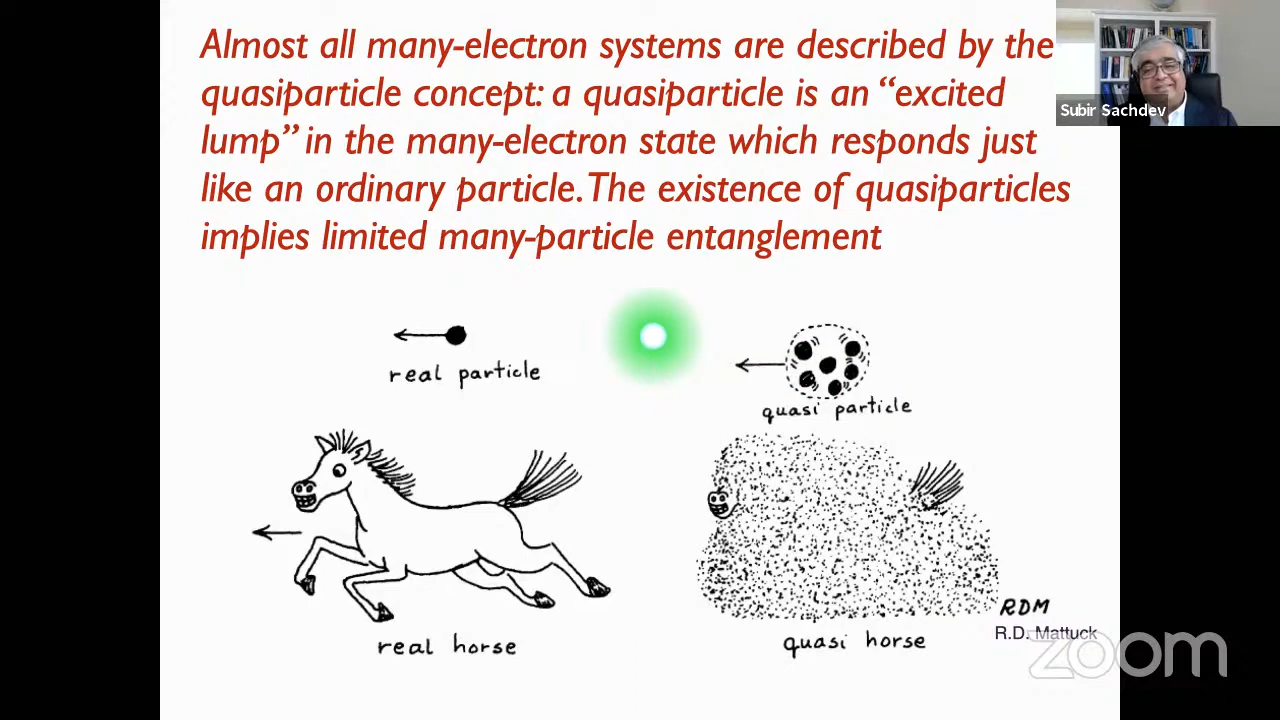 Almost all many-electron systems are described by the
quasiparticle concept: a quasiparticle is an “excited
lump” in the many-electron state which responds just
like an ordinary particle. The existence of quasiparticles
implies limited many-particle entanglement
Subir Sachdev
real particle
quasi particle
RDM
R.D. Mattuck
real horse
quasi horse
zoom